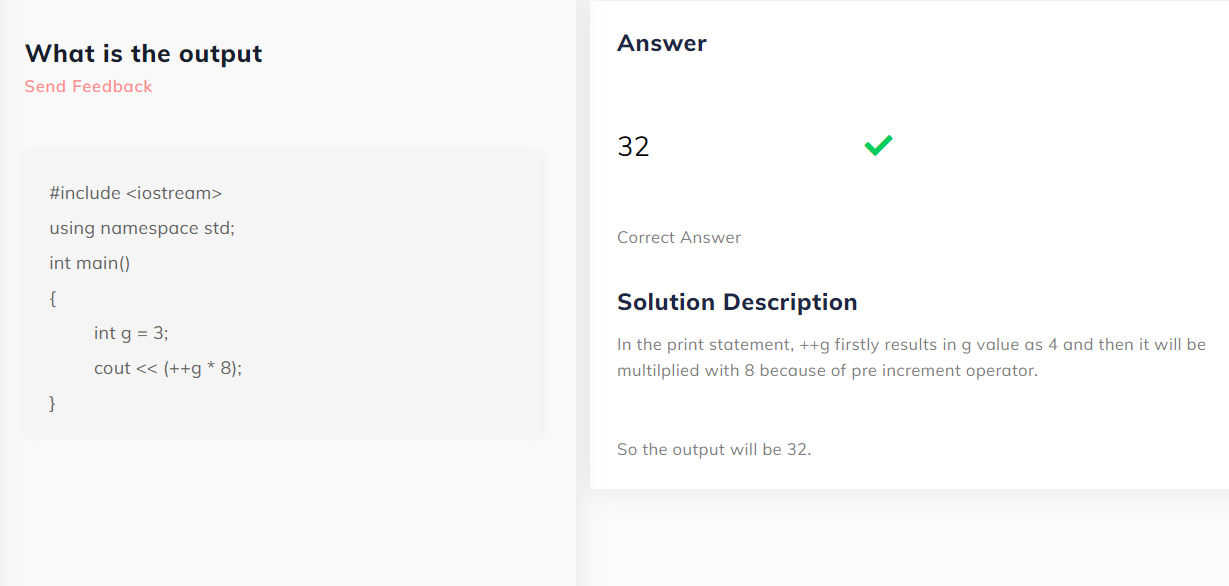 What is the output
Send Feedback
#include <iostream>
using namespace std;
int main()
{
int g = 3;
cout << (++g * 8);
}
Answer
32
Correct Answer
Solution Description
In the print statement, ++g firstly results in g value as 4 and then it will be
multilplied with 8 because of pre increment operator.
So the output will be 32.